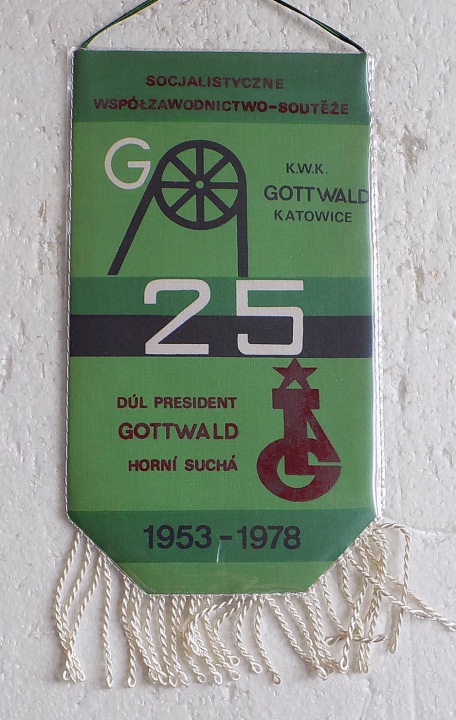 SOCJALISTYCZNE
WSPÓŁZAWODNICTWO-SOUTĚŽE
G
K.W.K.
GOTTWALD
KATOWICE
25
DŮL PRESIDENT
GOTTWALD
HORNÍ SUCHÁ
1953-1978